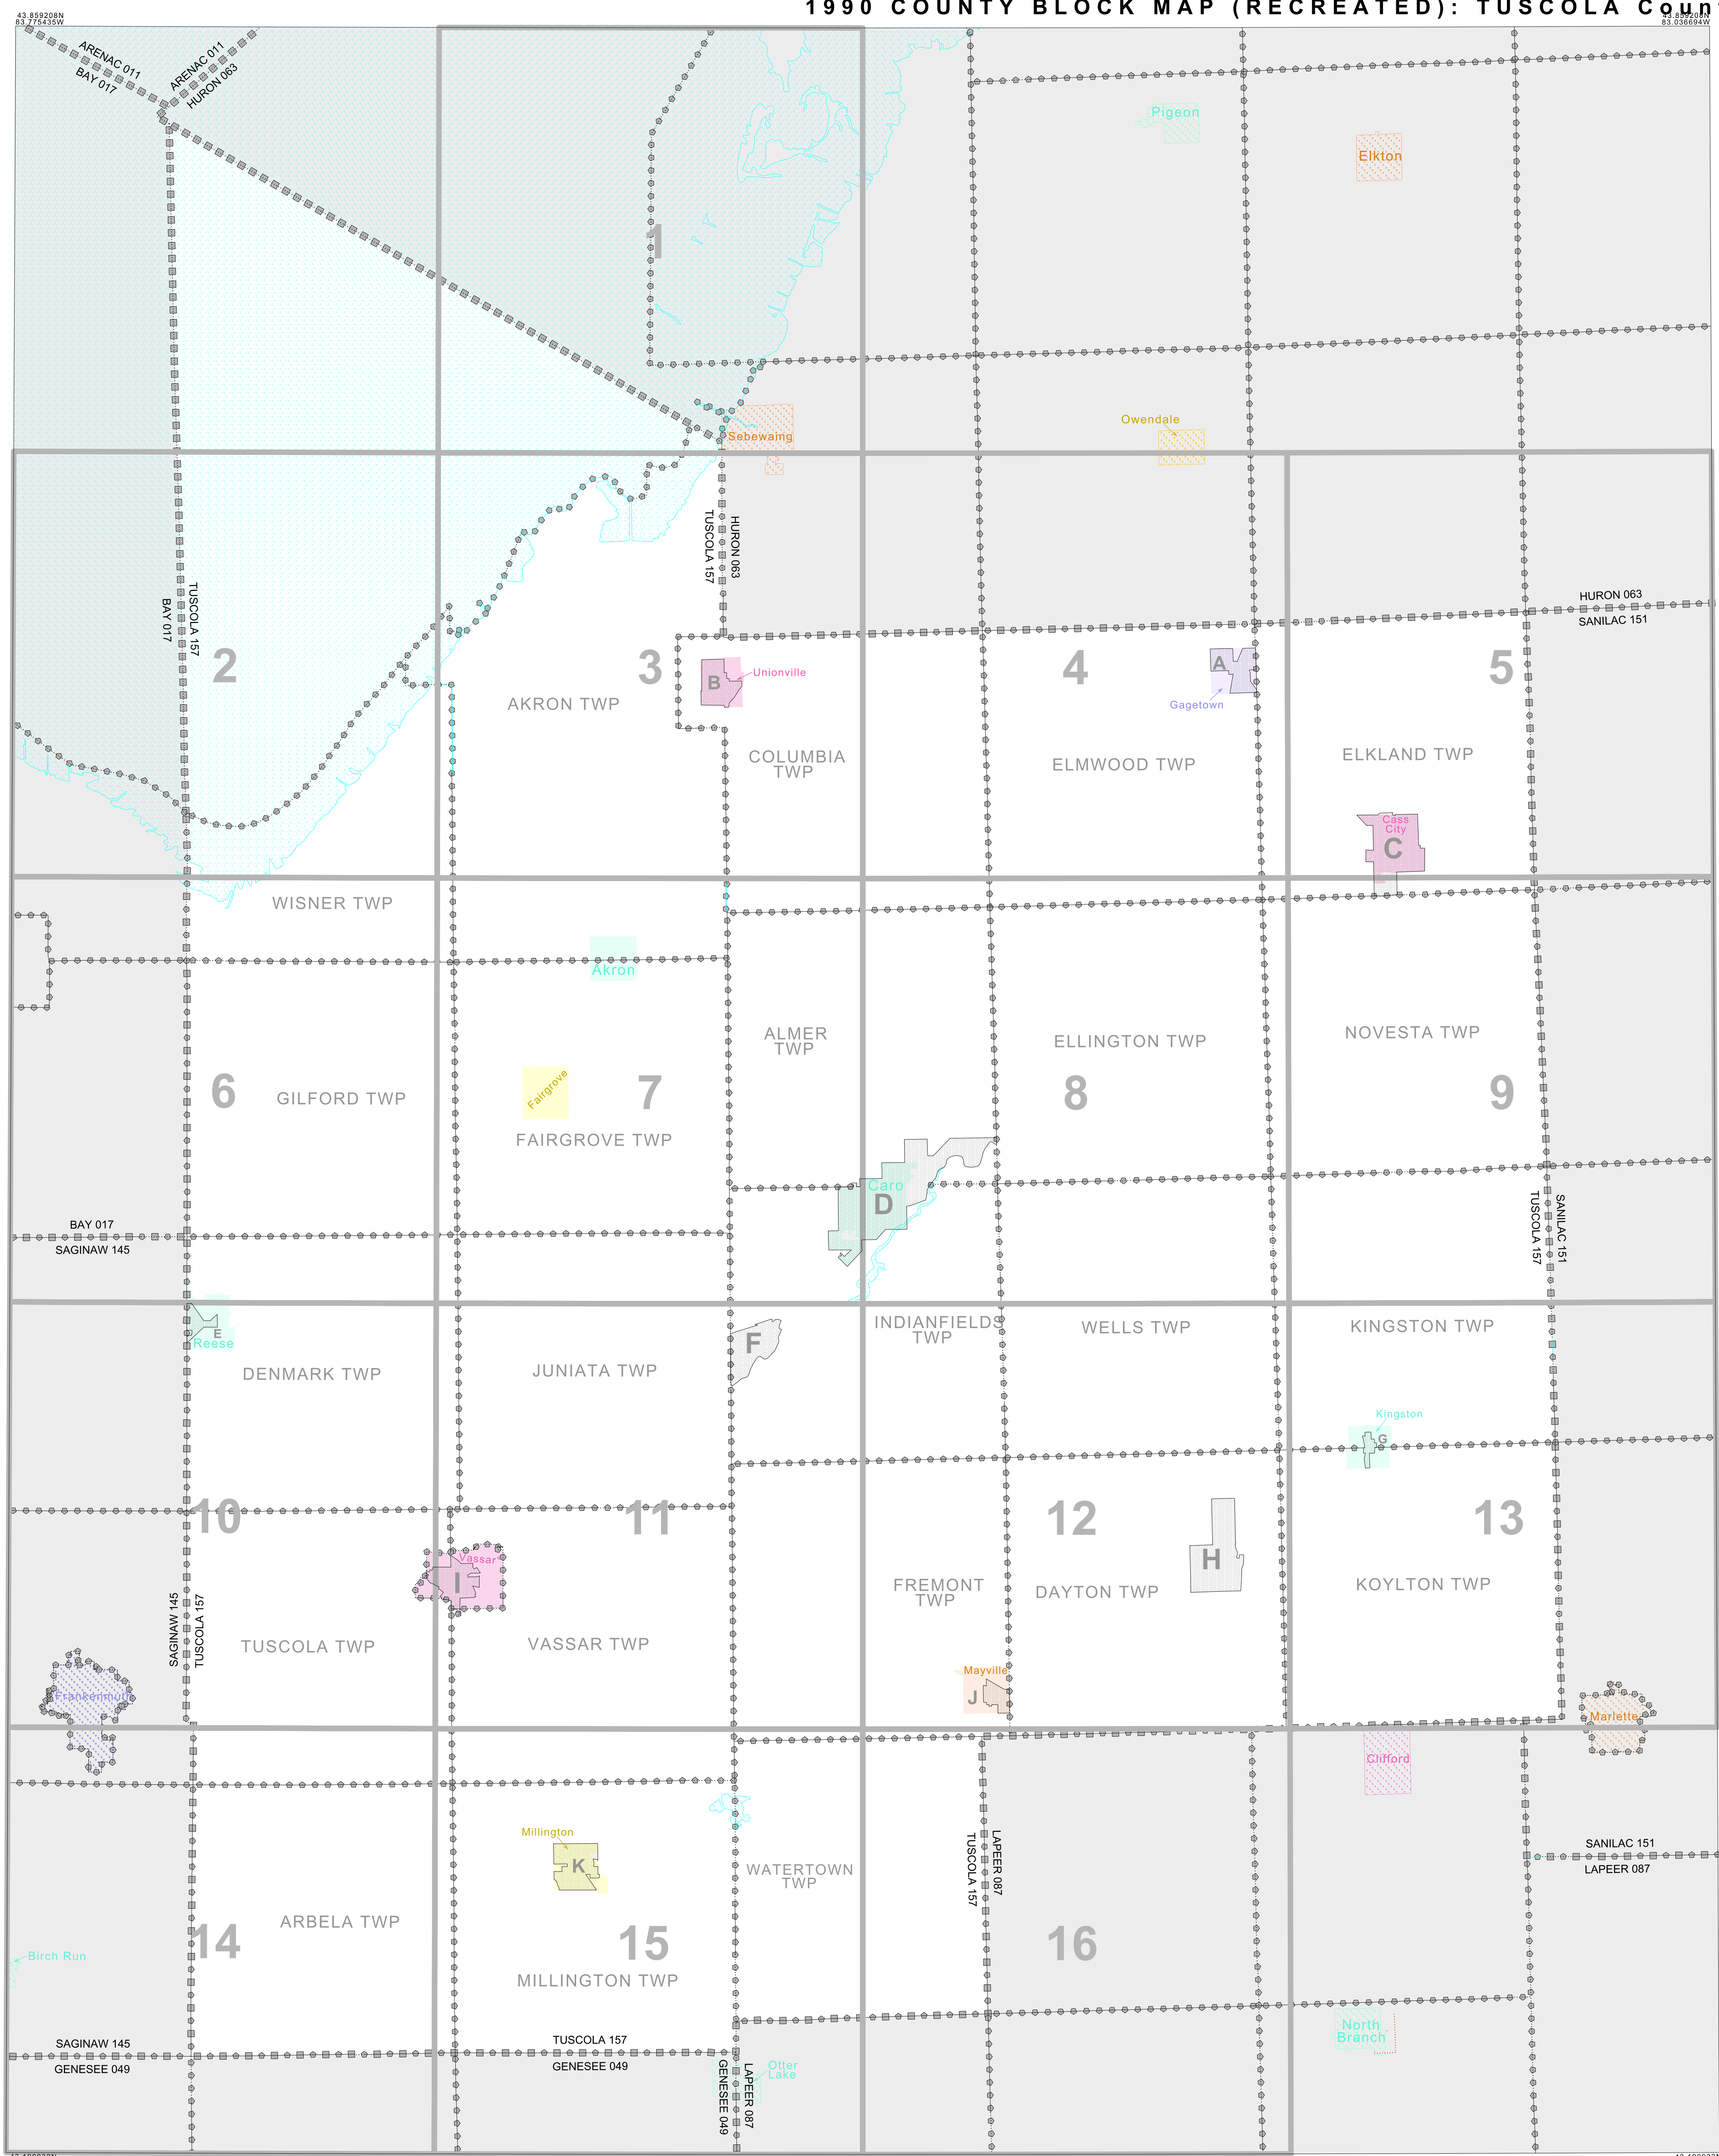 1990 COUNTY BLOCK MAP (RECREATED): TUSCOLA Coun
43.859208N
83.775435W
43.859208N
83.036694W
ARENAC 011
BAY 017
ARENAC 011
HURON 063
Pigeon
Elkton
1
Owendale
Sebewaing
TUSCOLA 157
HURON 063
BAY 017
TUSCOLA 157
HURON 063
SANILAC 151
2
3
4
5
A
B
Unionville
Gagetown
AKRON TWP
COLUMBIA
TWP
ELMWOOD TWP
ELKLAND TWP
Cass
City
C
WISNER TWP
Akron
ALMER
TWP
ELLINGTON TWP
NOVESTA TWP
6
7
8
9
GILFORD TWP
Fairgrove
FAIRGROVE TWP
Caro
D
BAY 017
SAGINAW 145
TUSCOLA 157
SANILAC 151
E
Reese
F
INDIANFIELDS
TWP
WELLS TWP
KINGSTON TWP
DENMARK TWP
JUNIATA TWP
Kingston
G
10
11
12
13
Vassar
I
H
FREMONT
TWP
DAYTON TWP
KOYLTON TWP
SAGINAW 145
TUSCOLA 157
TUSCOLA TWP
VASSAR TWP
Frankenmuth
Mayville
J
Marlette
Clifford
Millington
K
WATERTOWN
TWP
TUSCOLA 157
LAPEER 087
SANILAC 151
LAPEER 087
ARBELA TWP
14
15
16
Birch Run
MILLINGTON TWP
North
Branch
SAGINAW 145
GENESEE 049
TUSCOLA 157
GENESEE 049
GENESEE 049
LAPEER 087
Otter
Lake